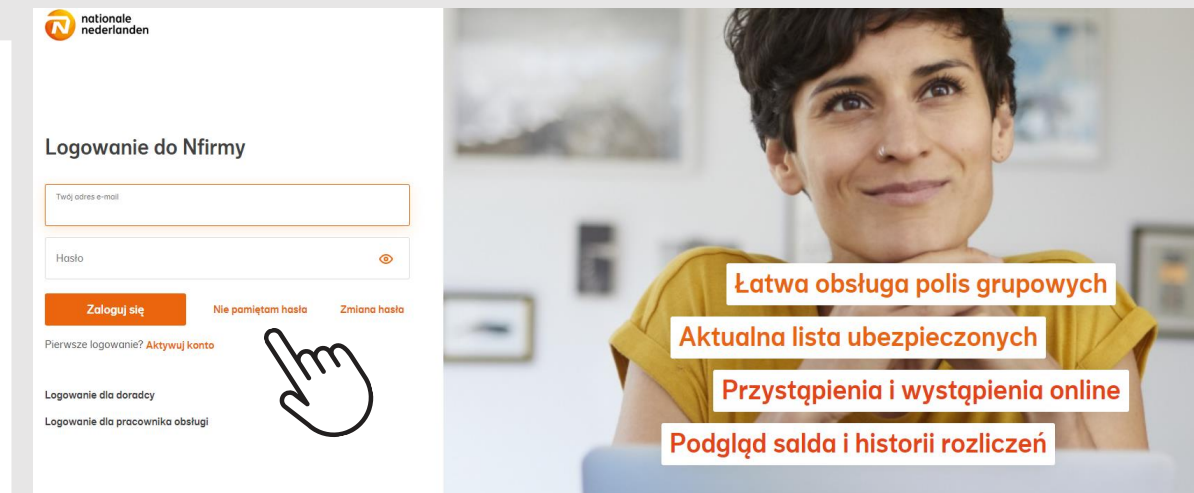 nationale
nederlanden
Logowanie do Nfirmy
Twój adres e-mail
Hasło
Zaloguj się
Nie pamiętam hasła
Zmiana hasła
Pierwsze logowanie? Aktywuj konto
Logowanie dla doradcy
Logowanie dla pracownika obsługi
Łatwa obsługa polis grupowych
Aktualna lista ubezpieczonych
Przystąpienia i wystąpienia online
Podgląd salda i historii rozliczeń